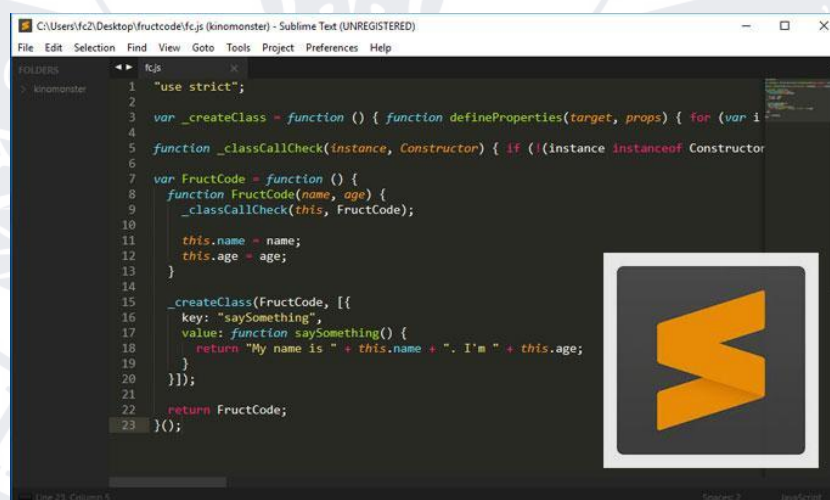 C:\Users\fc2\Desktop\fructcode\fc.js (kinomonster) - Sublime Text (UNREGISTERED)
File Edit Selection Find View Goto Tools Project Preferences Help
FOLDERS
kinomonster
fc.js
1 "use strict";
2
3 var _createClass = function () { function defineProperties(target, props) { for (var i
4
5 function _classCallCheck(instance, Constructor) { if (!(instance instanceof Constructor
6
7 var FructCode = function () {
8 function FructCode(name, age) {
9 _classCallCheck(this, FructCode);
10
11 this.name = name;
12 this.age = age;
13 }
14
15 _createClass(FructCode, [{
16 key: "saySomething",
17 value: function saySomething() {
18 return "My name is " + this.name + ". I'm " + this.age;
19 }
20 }]);
21
22 return FructCode;
23 }();
Spaces: 2 JavaScript